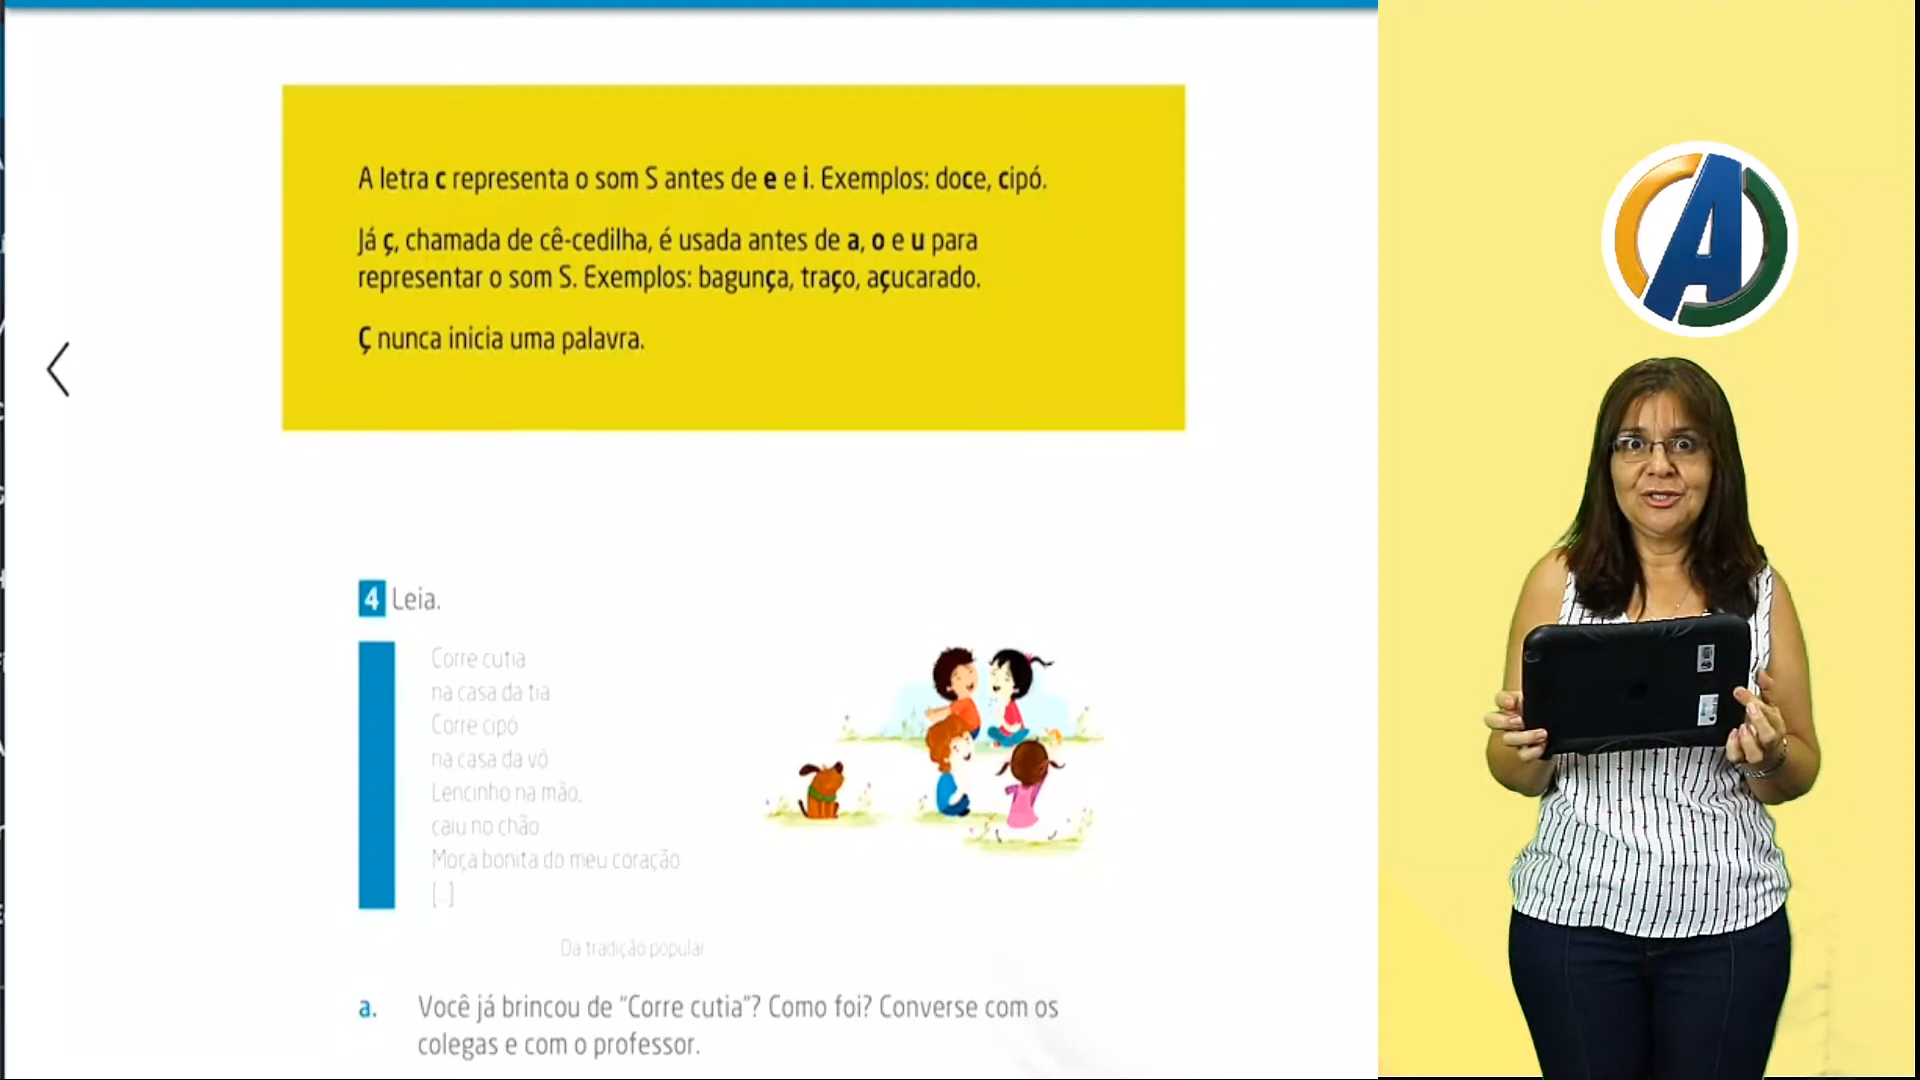 A letra c representa o som S antes de e e i. Exemplos: doce, cipó.
Já ç, chamada de cê-cedilha, é usada antes de a, o e u para
representar o som S. Exemplos: bagunça, traço, açucarado.
Ç nunca inicia uma palavra.
4 Leia.
Corre cutia
na casa da tia
Corre cipó
na casa da vó
Lencinho na mão,
caiu no chão
Moça bonita do meu coração
[...]
Da tradição popular
a. Você já brincou de “Corre cutia”? Como foi? Converse com os
colegas e com o professor.
A